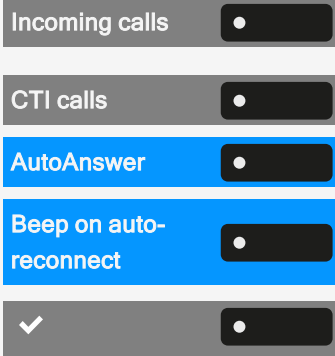 Incoming calls
CTI calls
AutoAnswer
Beep on auto-
reconnect